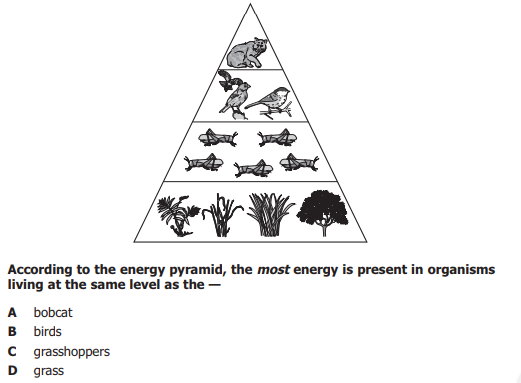 According to the energy pyramid, the most energy is present in organisms
living at the same level as the —
A bobcat
B birds
C grasshoppers
D grass